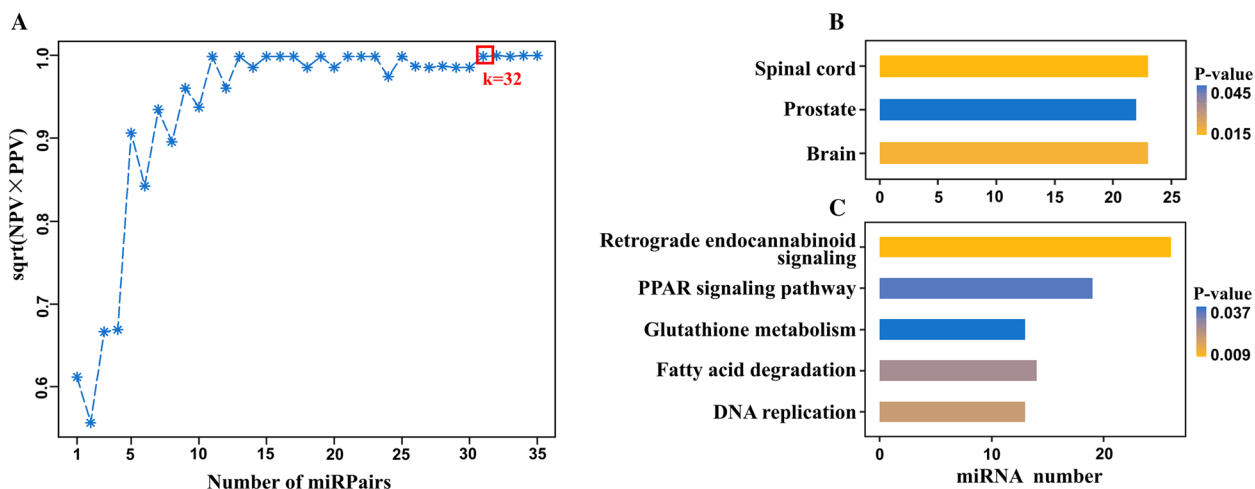 A
sqrt(NPV×PPV)
1.0
0.9
0.8
0.7
0.6
k=32
1 5 10 15 20 25 30 35
Number of miRPairs
B
Spinal cord
Prostate
Brain
0 5 10 15 20 25
P-value
0.045
0.015
C
Retrograde endocannabinoid
signaling
PPAR signaling pathway
Glutathione metabolism
Fatty acid degradation
DNA replication
0 10 20
miRNA number
P-value
0.037
0.009